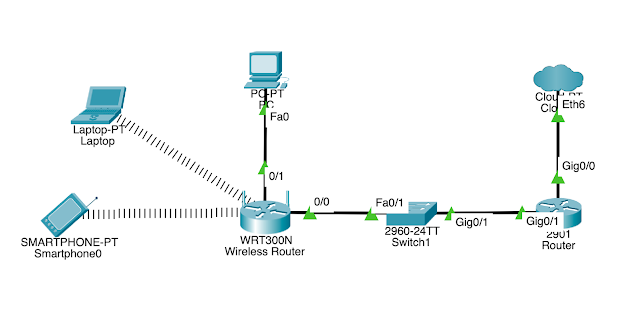 PC-PT
PC
Fa0
Cloud-PT
Clo
Eth6
Laptop-PT
Laptop
Gig0/0
0/1
0/0
Fa0/1
Gig0/1
Gig0/1
SMARTPHONE-PT
Smartphone0
WRT300N
Wireless Router
2960-24TT
Switch1
2901
Router